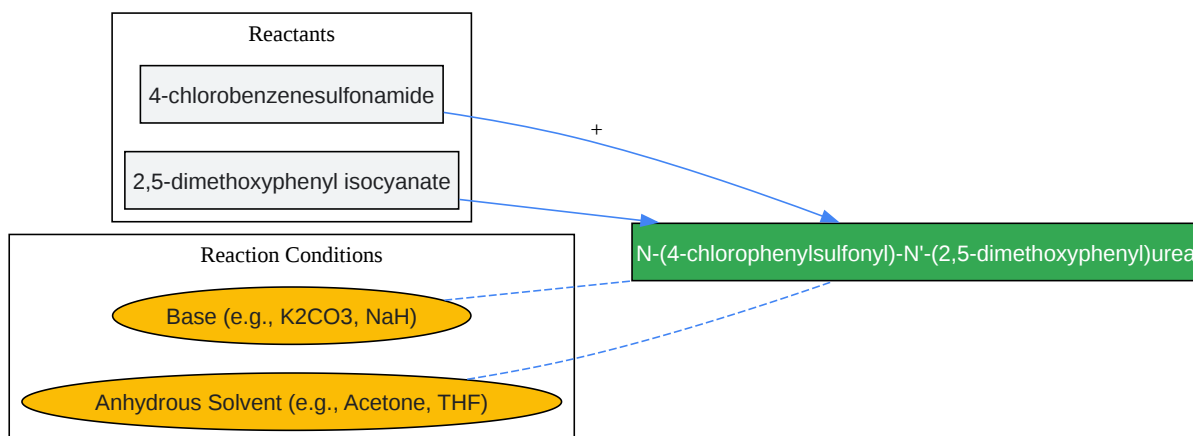 Reactants
4-chlorobenzenesulfonamide
+
2,5-dimethoxyphenyl isocyanate
N-(4-chlorophenylsulfonyl)-N'-(2,5-dimethoxyphenyl)urea
Reaction Conditions
Base (e.g., K2CO3, NaH)
Anhydrous Solvent (e.g., Acetone, THF)